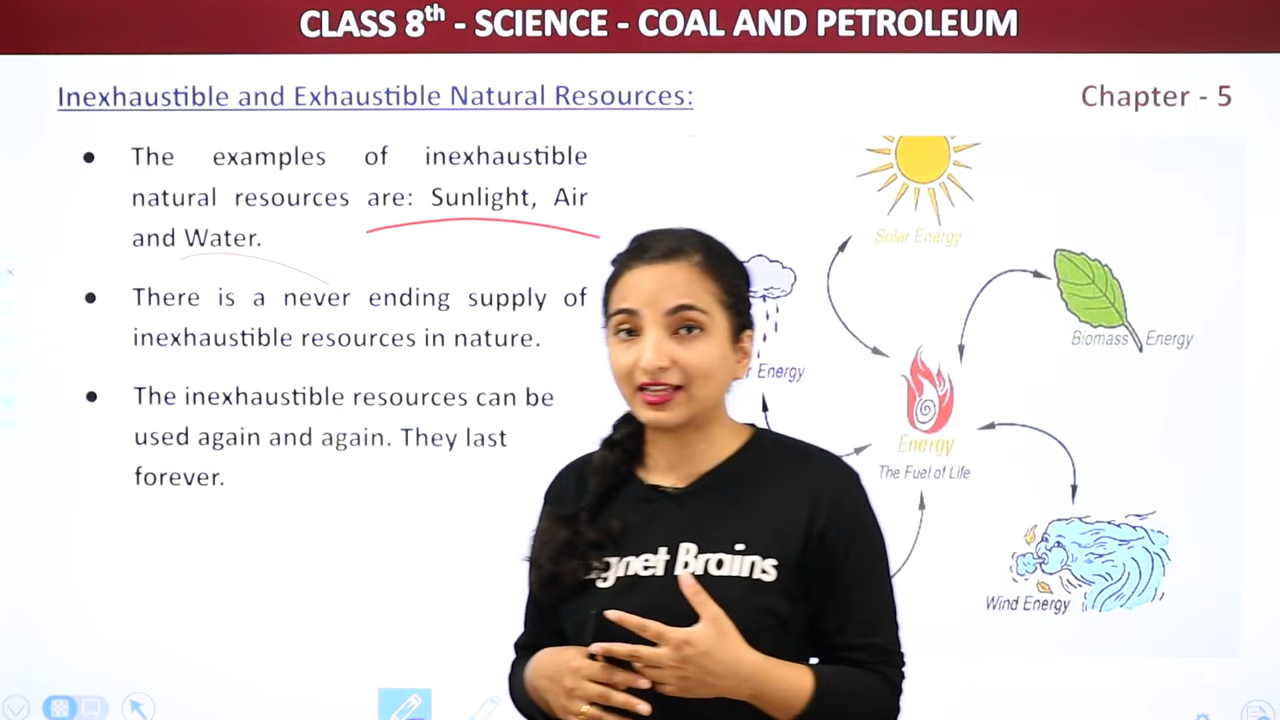 CLASS 8th - SCIENCE - COAL AND PETROLEUM
Inexhaustible and Exhaustible Natural Resources:
Chapter - 5
● The examples of inexhaustible
natural resources are: Sunlight, Air
and Water.
● There is a never ending supply of
inexhaustible resources in nature.
● The inexhaustible resources can be
used again and again. They last
forever.
Solar Energy
Biomass Energy
Energy
Energy
The Fuel of Life
Wind Energy
Brains